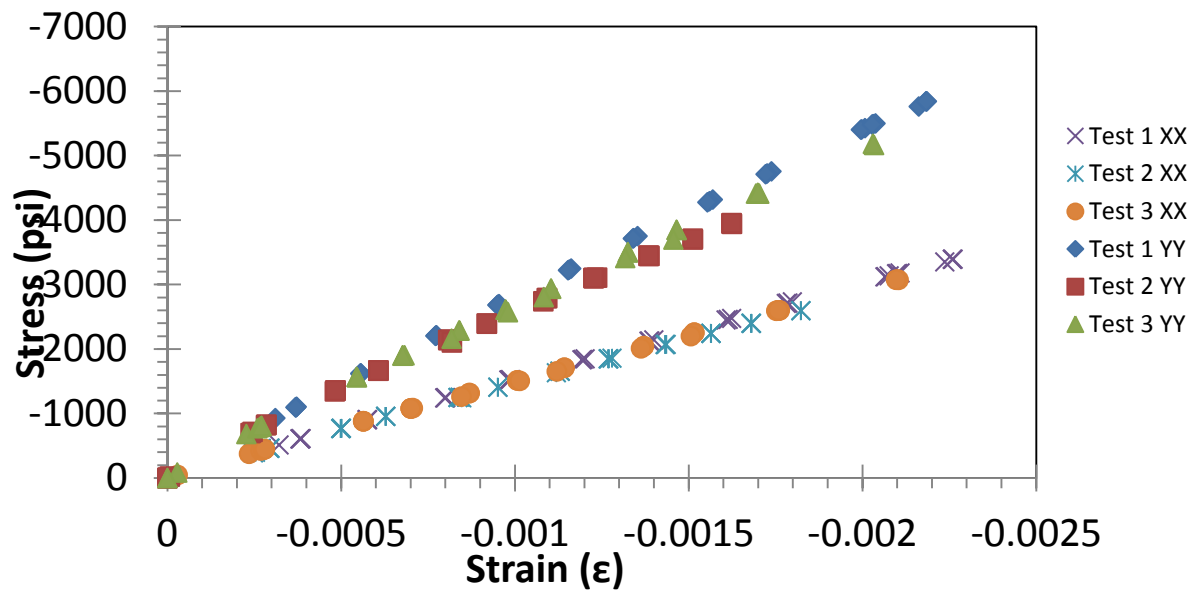 -7000
-6000
-5000
-4000
-3000
-2000
-1000
0
Stress (psi)
0 -0.0005 -0.001 -0.0015 -0.002 -0.0025
Strain (ε)
Test 1 XX
Test 2 XX
Test 3 XX
Test 1 YY
Test 2 YY
Test 3 YY